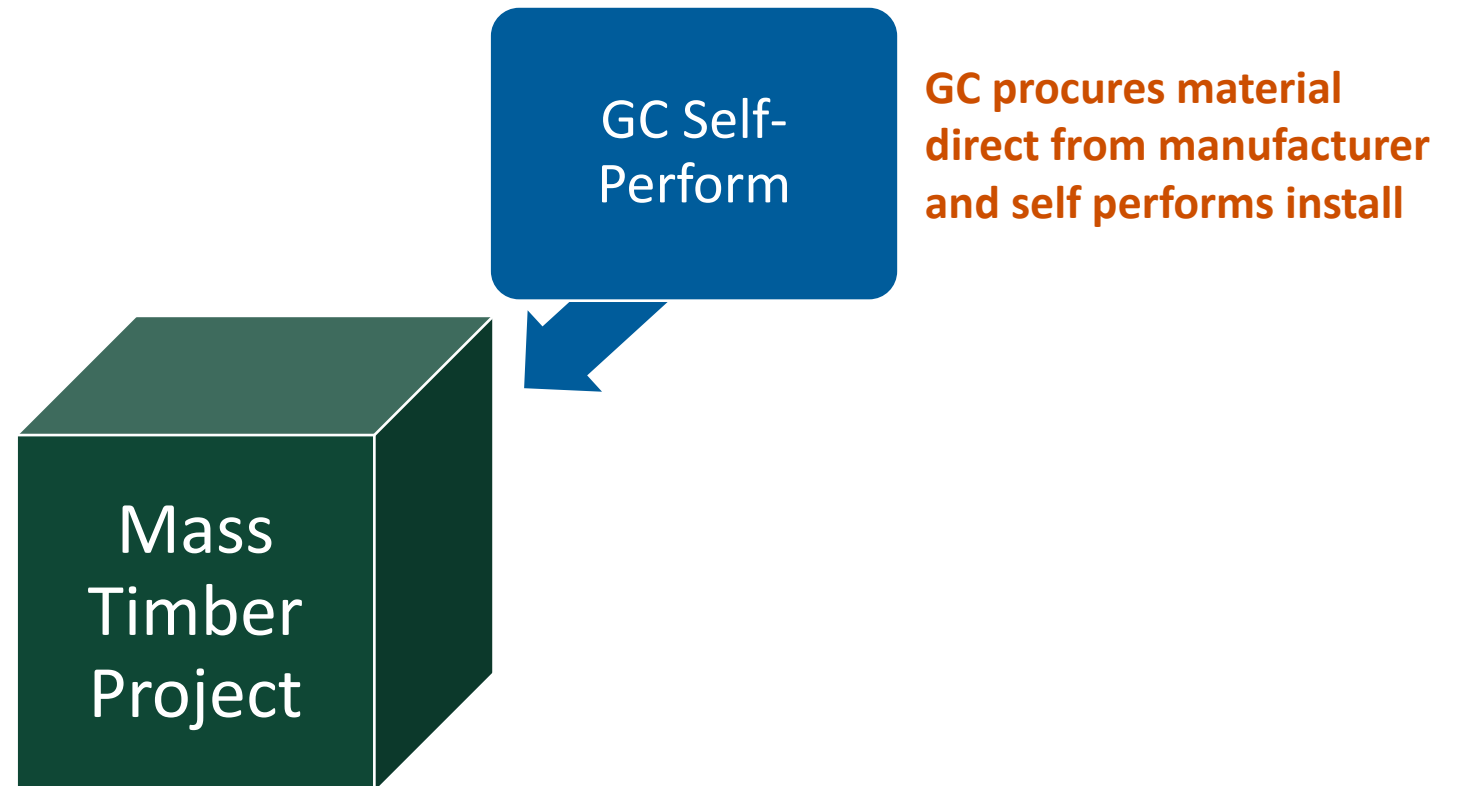 GC Self-
Perform
GC procures material
direct from manufacturer
and self performs install
Mass
Timber
Project